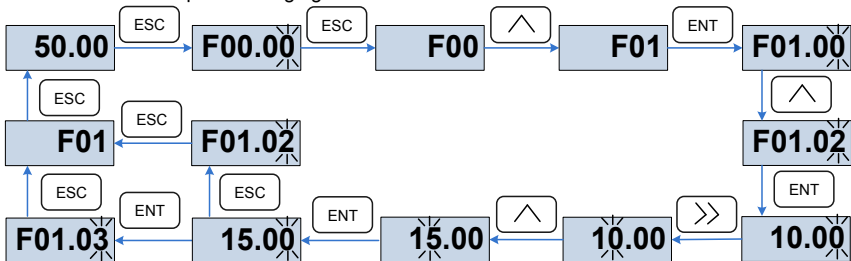 ESC ESC ENT
50.00 F00.00 F00 F01 F01.00
ESC
ESC
F01 F01.02 F01.02
ESC ESC ENT
ENT ENT
F01.03 15.00 15.00 10.00 10.00